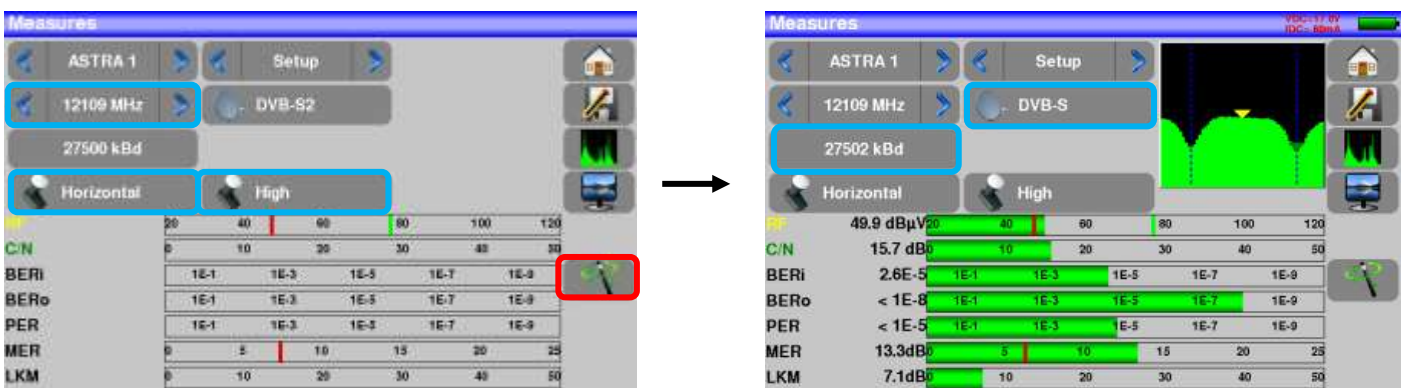 Measures
ASTRA 1 Setup
12109 MHz DVB-S2
27500 kBd
Horizontal High
RF 20 40 60 80 100 120
C/N 0 10 20 30 40 50
BERi 1E-1 1E-3 1E-5 1E-7 1E-9
BERo 1E-1 1E-3 1E-5 1E-7 1E-9
PER 1E-1 1E-3 1E-5 1E-7 1E-9
MER 0 5 10 15 20 25
LKM 0 10 20 30 40 50
Measures
VDC: 17.0V
IDC: 80mA
ASTRA 1 Setup
12109 MHz DVB-S
27502 kBd
Horizontal High
RF 49.9 dBµV 20 40 60 80 100 120
C/N 15.7 dB 0 10 20 30 40 50
BERi 2.6E-5 1E-1 1E-3 1E-5 1E-7 1E-9
BERo < 1E-8 1E-1 1E-3 1E-5 1E-7 1E-9
PER < 1E-5 1E-1 1E-3 1E-5 1E-7 1E-9
MER 13.3dB 0 5 10 15 20 25
LKM 7.1dB 0 10 20 30 40 50